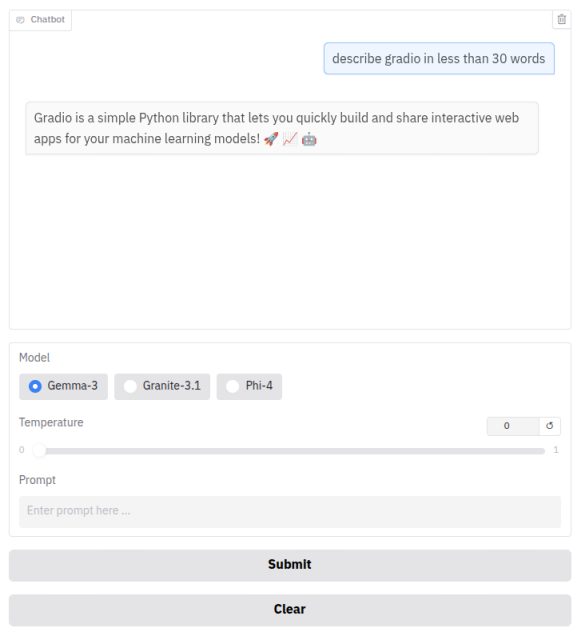 Chatbot
describe gradio in less than 30 words
Gradio is a simple Python library that lets you quickly build and share interactive web
apps for your machine learning models! 🚀 📈 🤖
Model
Gemma-3 Granite-3.1 Phi-4
Temperature 0 ↺
0 1
Prompt
Enter prompt here ...
Submit
Clear